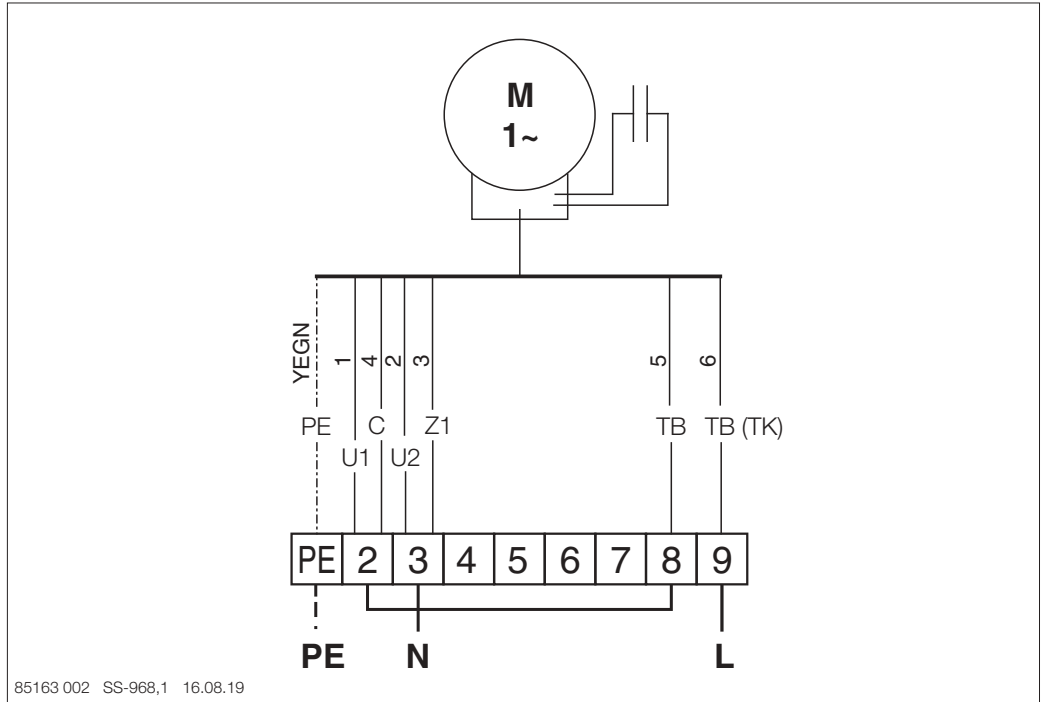 M
1~
YEGN 1 4 2 3 5 6
PE C Z1 TB TB (TK)
U1 U2
PE 2 3 4 5 6 7 8 9
PE N L
85163 002 SS-968,1 16.08.19